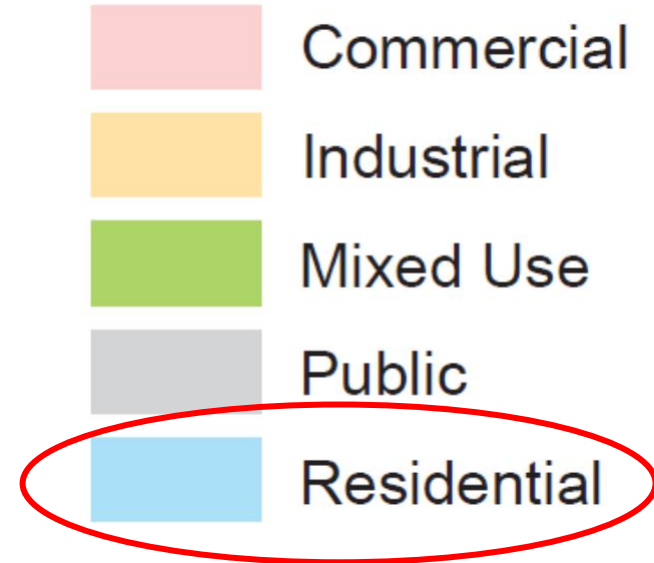 Commercial
Industrial
Mixed Use
Public
Residential